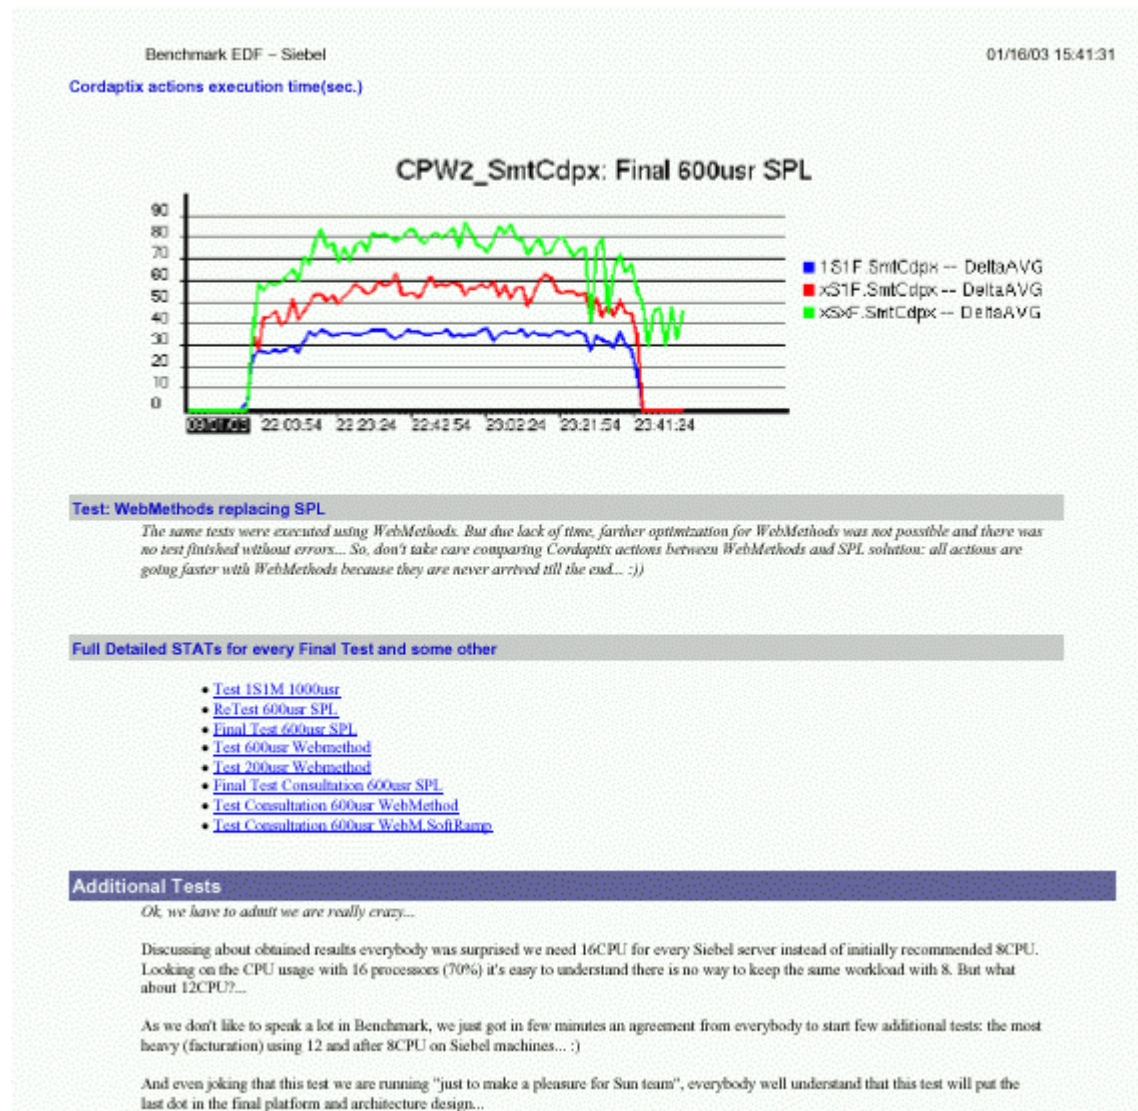 Benchmark EDF – Siebel
01/16/03 15:41:31
Cordaptix actions execution time(sec.)
CPW2_SmtCdpx: Final 600usr SPL
90
80
70
60
50
40
30
20
10
0
09/01/03 22:03:54 22:23:24 22:42:54 23:02:24 23:21:54 23:41:24
1S1F.SmtCdpx -- DeltaAVG
xS1F.SmtCdpx -- DeltaAVG
xSxF.SmtCdpx -- DeltaAVG
Test: WebMethods replacing SPL
The same tests were executed using WebMethods. But due lack of time, farther optimization for WebMethods was not possible and there was
no test finished without errors... So, don't take care comparing Cordaptix actions between WebMethods and SPL solution: all actions are
going faster with WebMethods because they are never arrived till the end... :))
Full Detailed STATs for every Final Test and some other
• Test 1S1M 1000usr
• ReTest 600usr SPL
• Final Test 600usr SPL
• Test 600usr Webmethod
• Test 200usr Webmethod
• Final Test Consultation 600usr SPL
• Test Consultation 600usr WebMethod
• Test Consultation 600usr WebM.SoftRamp
Additional Tests
Ok, we have to admit we are really crazy...
Discussing about obtained results everybody was surprised we need 16CPU for every Siebel server instead of initially recommended 8CPU.
Looking on the CPU usage with 16 processors (70%) it's easy to understand there is no way to keep the same workload with 8. But what
about 12CPU?...
As we don't like to speak a lot in Benchmark, we just got in few minutes an agreement from everybody to start few additional tests: the most
heavy (facturation) using 12 and after 8CPU on Siebel machines... :)
And even joking that this test we are running "just to make a pleasure for Sun team", everybody well understand that this test will put the
last dot in the final platform and architecture design...